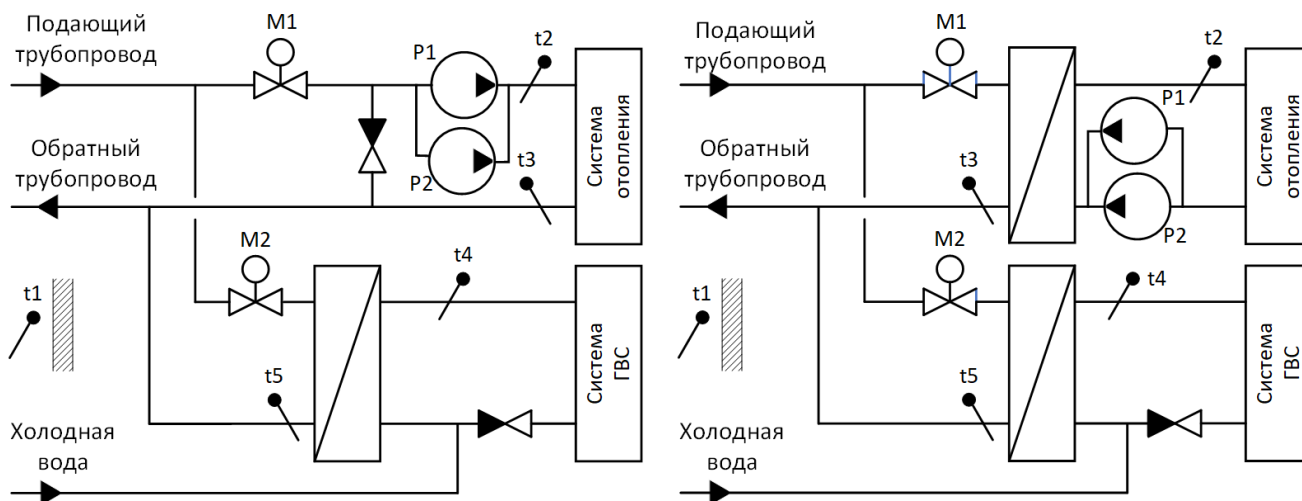 Подающий
трубопровод
M1
P1
t2
Обратный
трубопровод
P2
t3
Система
отопления
M2
t4
t1
t5
Система
ГВС
Холодная
вода
Подающий
трубопровод
M1
t2
P1
Обратный
трубопровод
t3
P2
Система
отопления
M2
t4
t1
t5
Система
ГВС
Холодная
вода